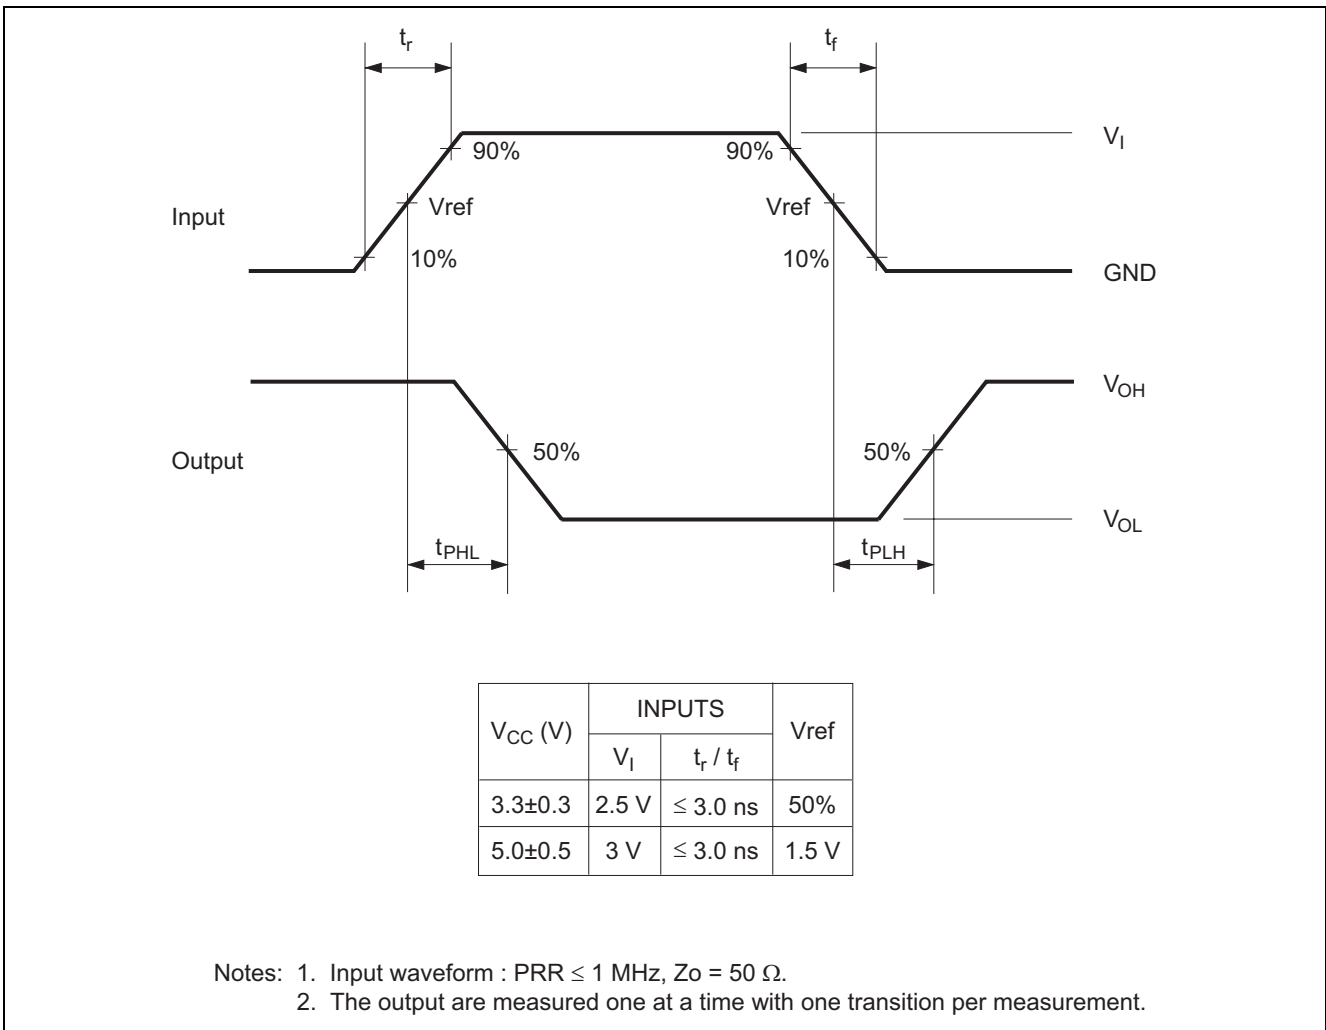 tr tf
90% 90% VI
Input Vref Vref
10% 10% GND
VOH
Output 50% 50%
VOL
tPHL tPLH
VCC (V) INPUTS Vref
VI tr / tf
3.3±0.3 2.5 V ≤ 3.0 ns 50%
5.0±0.5 3 V ≤ 3.0 ns 1.5 V
Notes: 1. Input waveform : PRR ≤ 1 MHz, Zo = 50 Ω.
2. The output are measured one at a time with one transition per measurement.